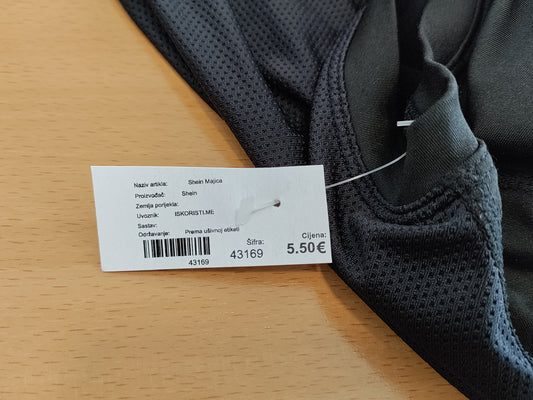 Naziv artikla: Shein Majica
Proizvođač: Shein
Zemlja porijekla:
Uvoznik: ISKORISTI.ME
Sastav:
Održavanje: Prema ušivnoj etiketi
43169
Šifra:
43169
Cijena:
5.50€